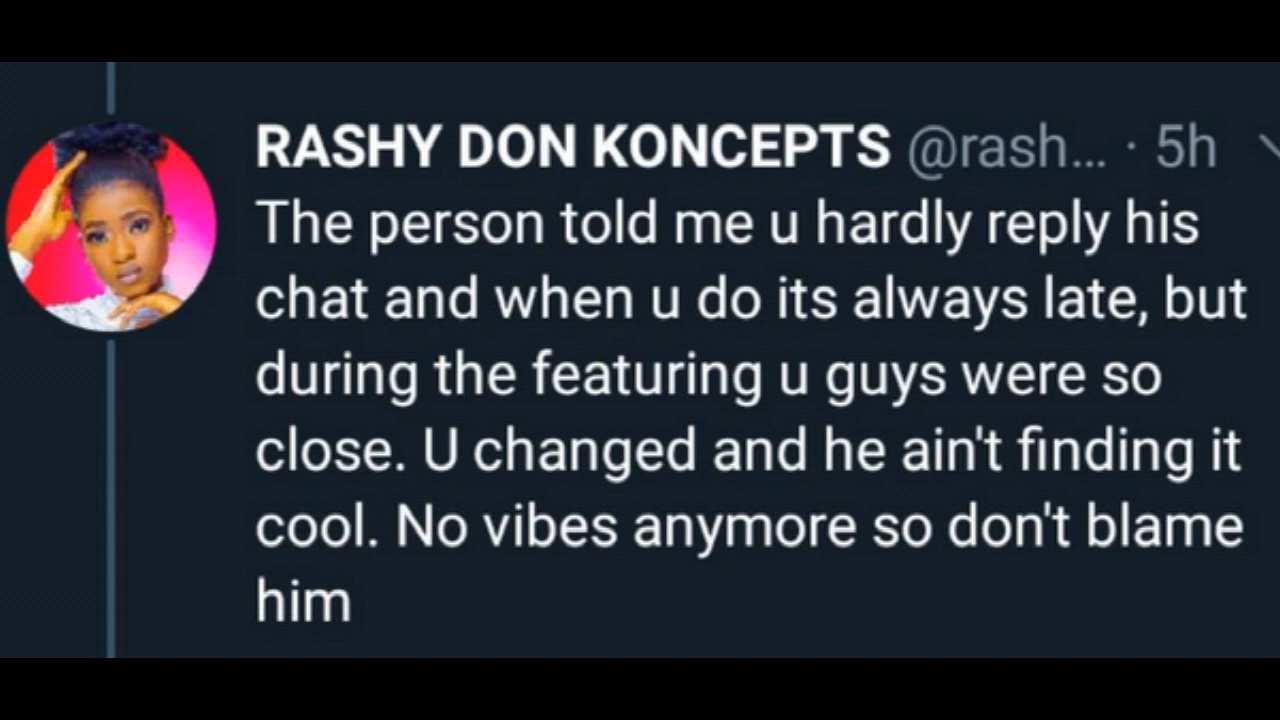 RASHY DON KONCEPTS @rash... · 5h
The person told me u hardly reply his
chat and when u do its always late, but
during the featuring u guys were so
close. U changed and he ain't finding it
cool. No vibes anymore so don't blame
him